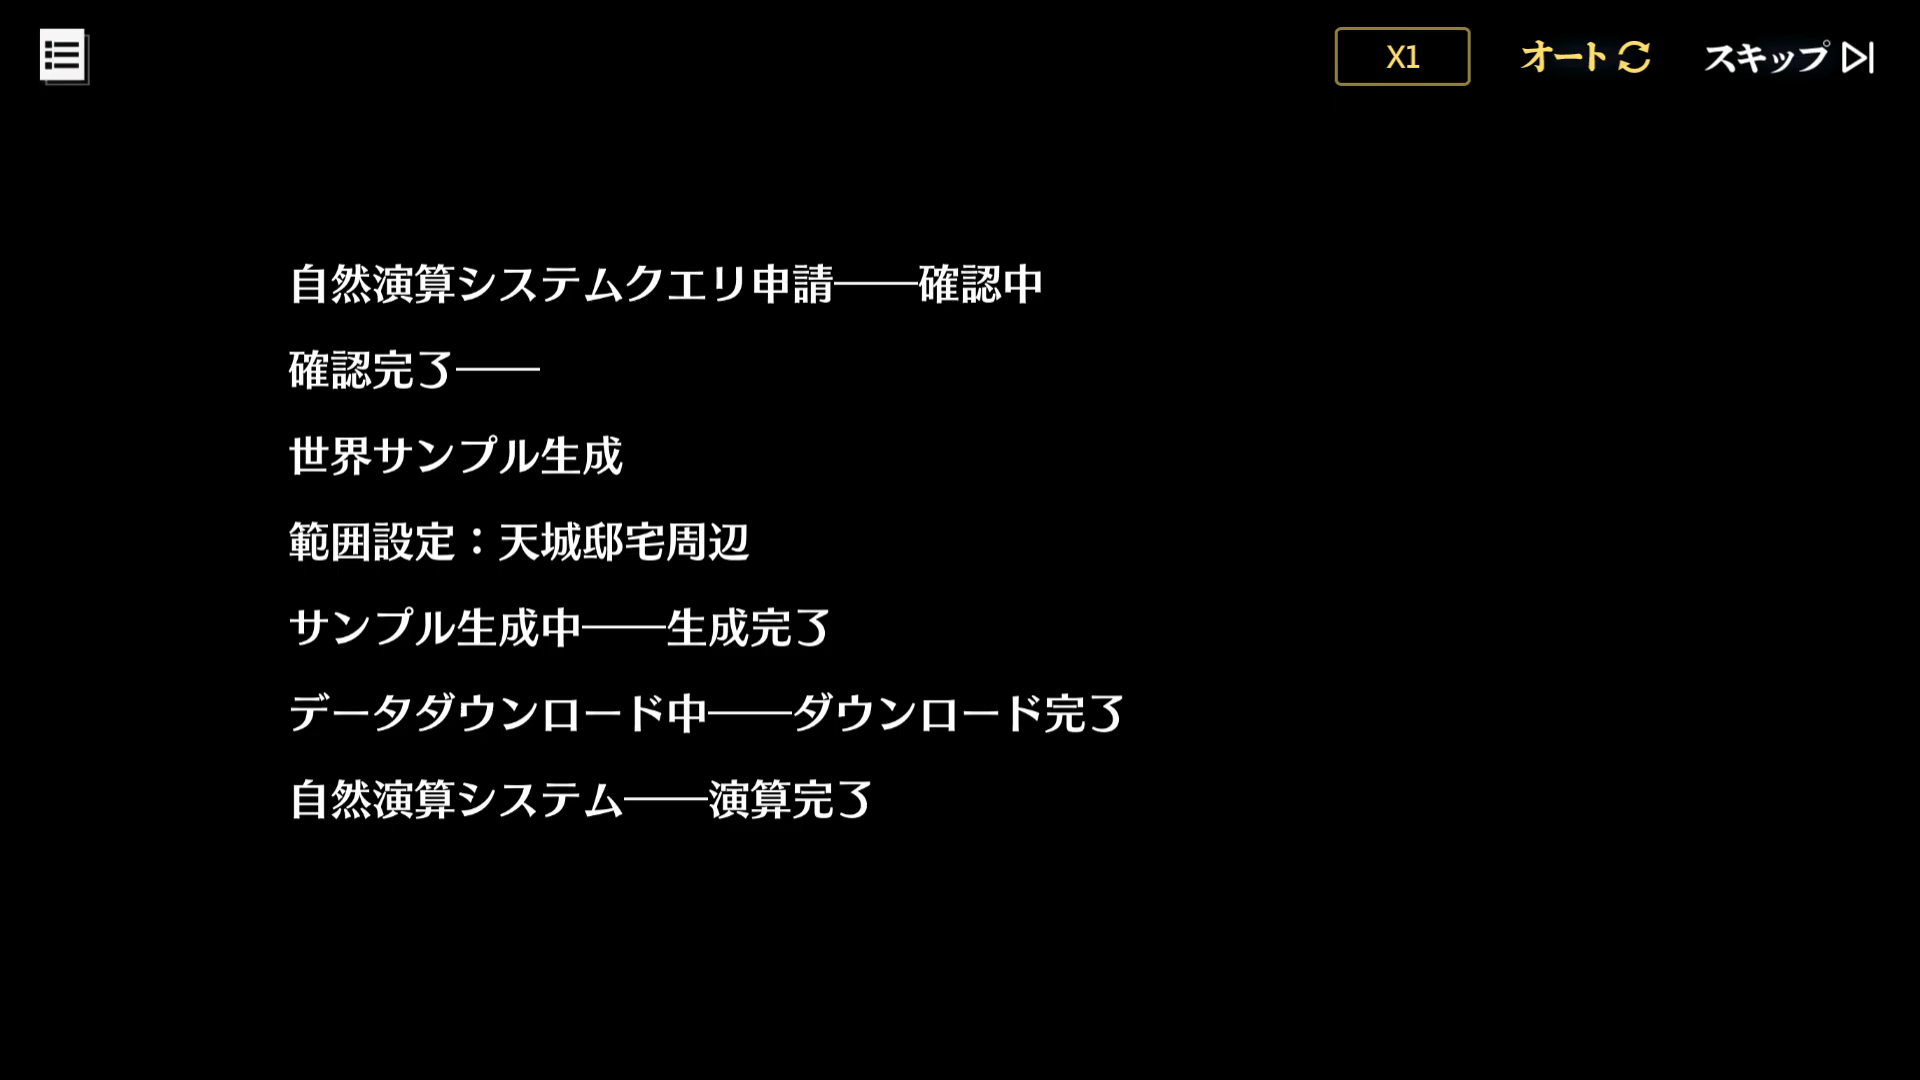 X1
オート
スキップ
自然演算システムクエリ申請――確認中
確認完了――
世界サンプル生成
範囲設定：天城邸宅周辺
サンプル生成中――生成完了
データダウンロード中――ダウンロード完了
自然演算システム――演算完了